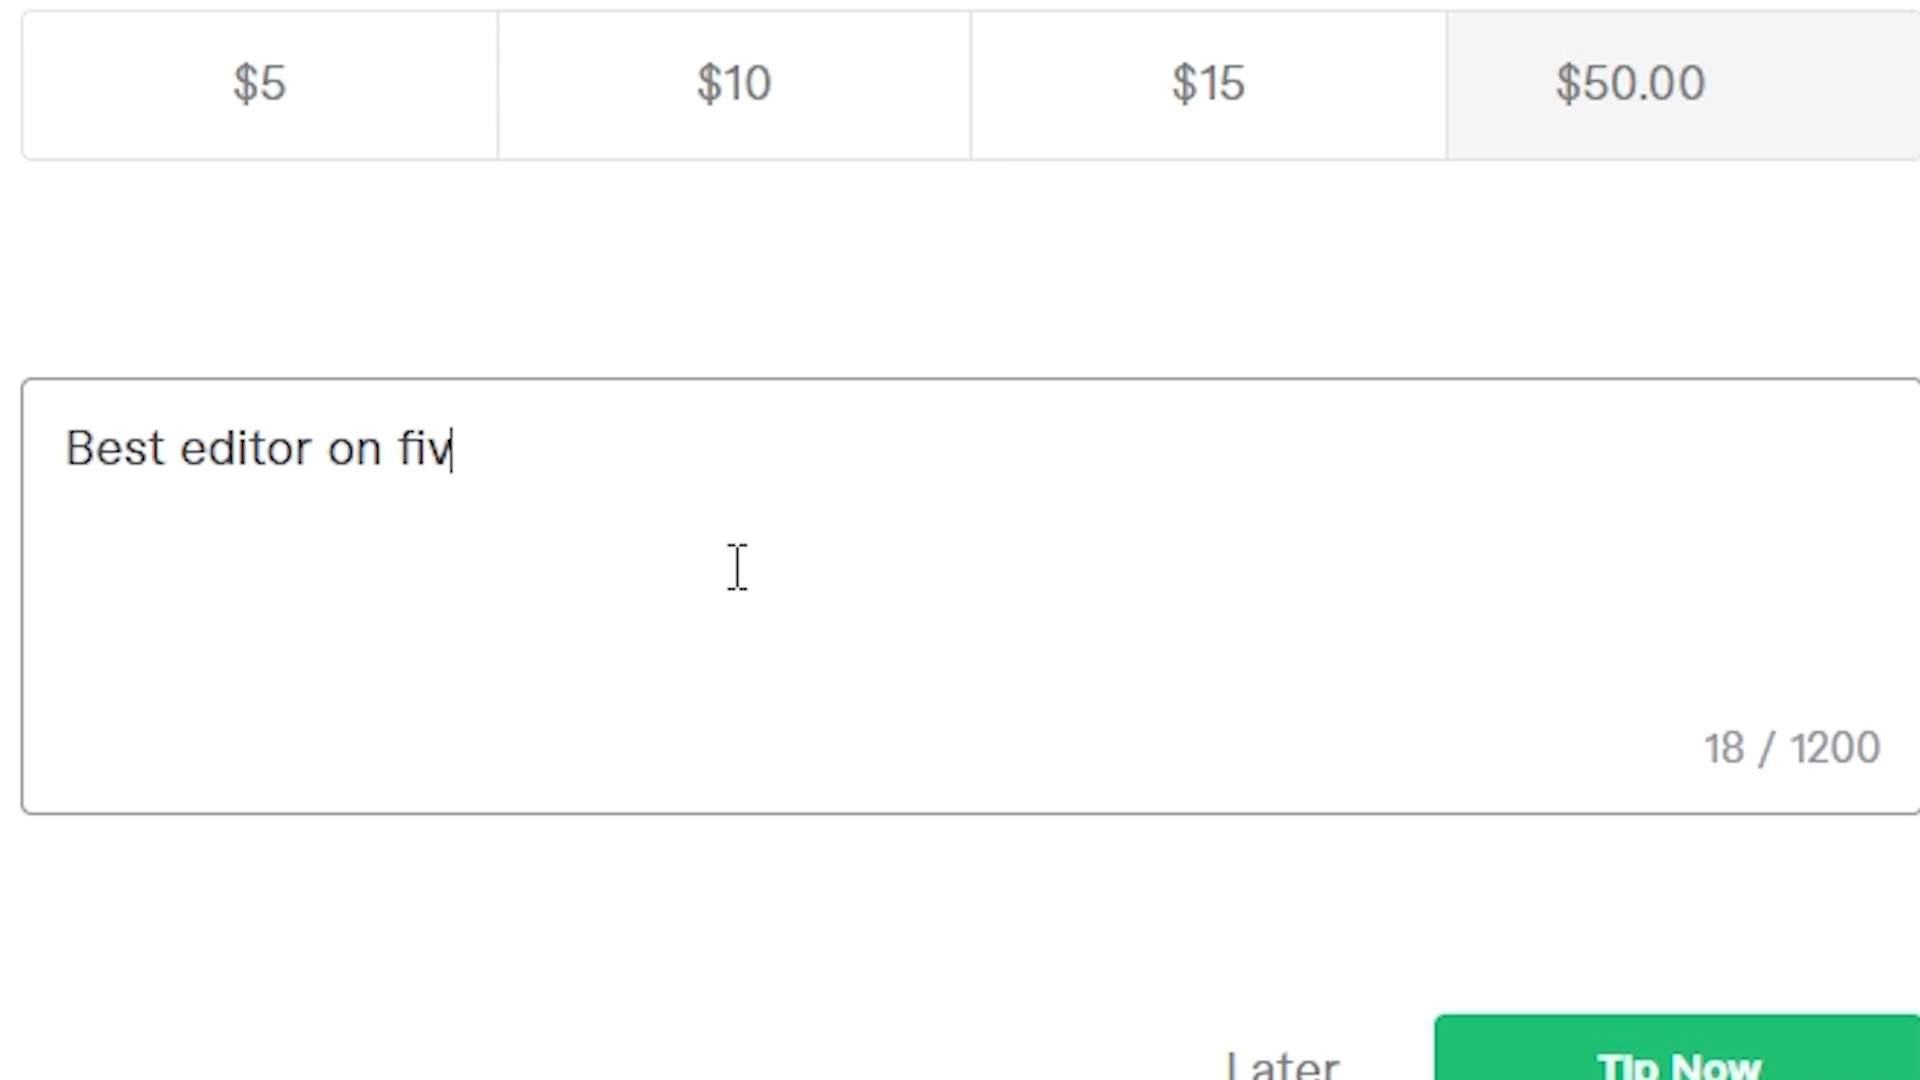 $5 $10 $15 $50.00
Best editor on fiv
18 / 1200
Later
Tip Now